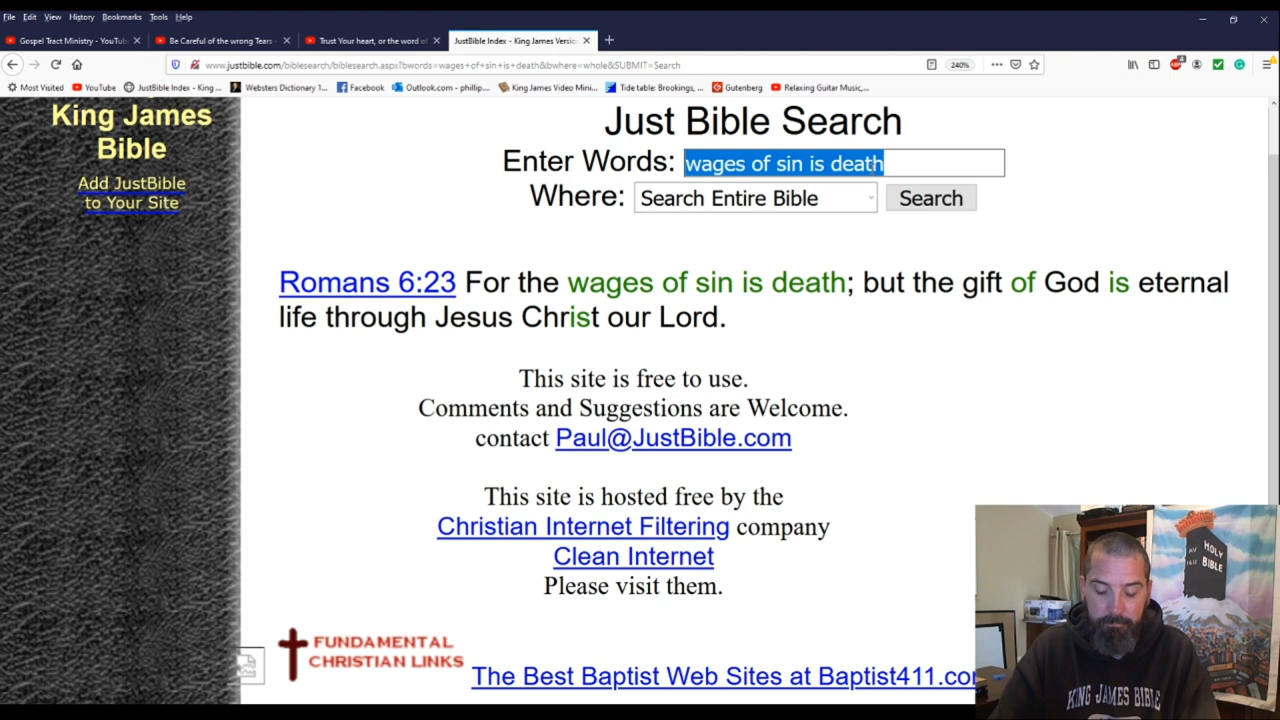 File Edit View History Bookmarks Tools Help
Gospel Tract Ministry - YouTub
Be Careful of the wrong Tears -
Trust Your heart, or the word of
JustBible Index - King James Versio
www.justbible.com/biblesearch/biblesearch.aspx?bwords=wages+of+sin+is+death&bwhere=whole&SUBMIT=Search
240%
Most Visited YouTube JustBible Index - King ... Websters Dictionary 1... Facebook Outlook.com - phillip... King James Video Mini... Tide table: Brookings, ... Gutenberg Relaxing Guitar Music,...
King James
Bible
Add JustBible
to Your Site
Just Bible Search
Enter Words: wages of sin is death
Where: Search Entire Bible Search
Romans 6:23 For the wages of sin is death; but the gift of God is eternal
life through Jesus Christ our Lord.
This site is free to use.
Comments and Suggestions are Welcome.
contact Paul@JustBible.com
This site is hosted free by the
Christian Internet Filtering company
Clean Internet
Please visit them.
FUNDAMENTAL
CHRISTIAN LINKS
The Best Baptist Web Sites at Baptist411.co
HOLY
BIBLE
AV
1611
KING JAMES BIBLE